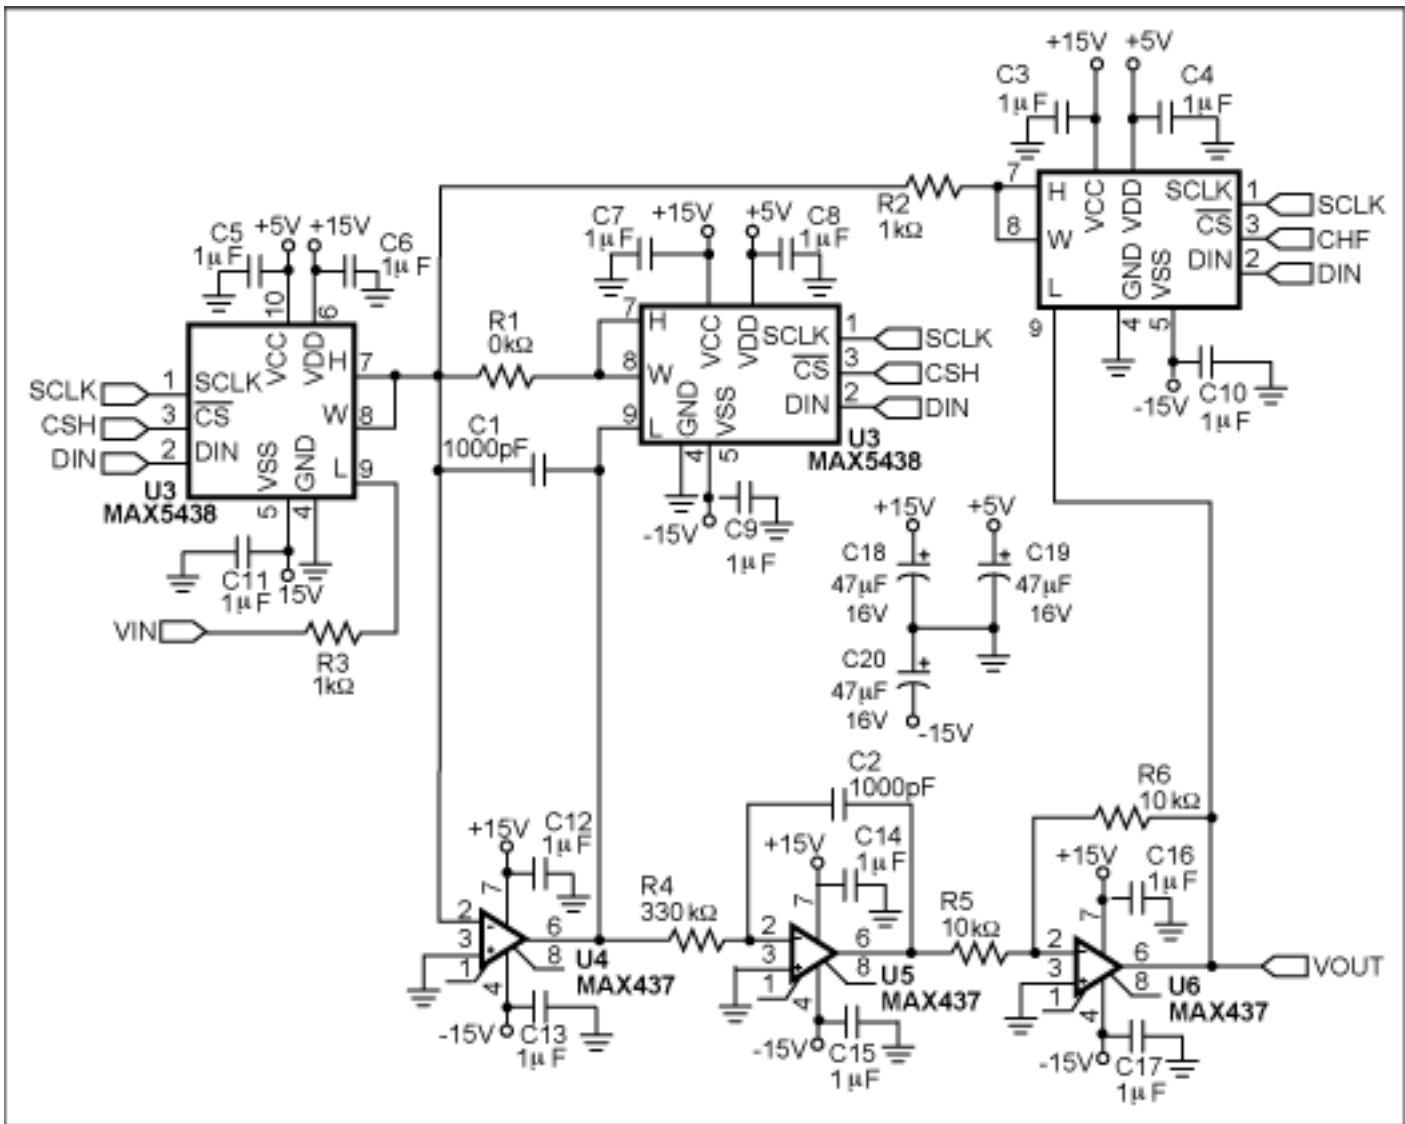 +15V
+5V
C3
1µF
C4
1µF
7
H
VCC
VDD
SCLK
1
SCLK
8
W
CS
3
CHF
L
GND
VSS
DIN
2
DIN
9
4
5
-15V
C10
1µF
R2
1kΩ
C5
1µF
+5V
+15V
C6
1µF
10
6
VCC
VDD
H
7
SCLK
1
SCLK
CSH
3
CS
W
8
DIN
2
DIN
VSS
GND
L
9
U3
MAX5438
5
4
C11
1µF
15V
VIN
R3
1kΩ
R1
0kΩ
C1
1000pF
C7
1µF
+15V
+5V
C8
1µF
7
H
VCC
VDD
SCLK
1
SCLK
8
W
CS
3
CSH
9
L
GND
VSS
DIN
2
DIN
4
5
U3
MAX5438
-15V
C9
1µF
+15V
+5V
C18
47µF
16V
+
+
C19
47µF
16V
C20
47µF
16V
+
-15V
+15V
C12
1µF
7
2
-
3
+
6
1
8
4
U4
MAX437
-15V
C13
1µF
R4
330kΩ
C2
1000pF
+15V
C14
1µF
7
2
-
3
+
6
1
8
4
U5
MAX437
-15V
C15
1µF
R5
10kΩ
R6
10kΩ
+15V
C16
1µF
7
2
-
3
+
6
1
8
4
U6
MAX437
-15V
C17
1µF
VOUT